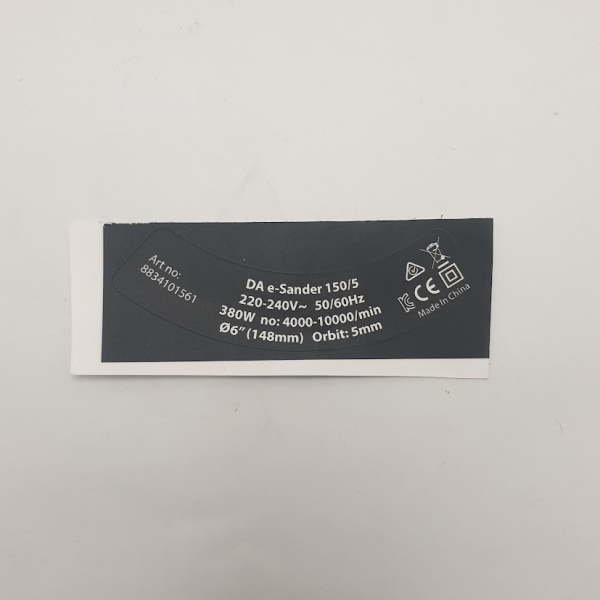 Art no:
8834101561
DA e-Sander 150/5
220-240V~ 50/60Hz
380W no: 4000-10000/min
Ø6” (148mm) Orbit: 5mm
CE
Made In China